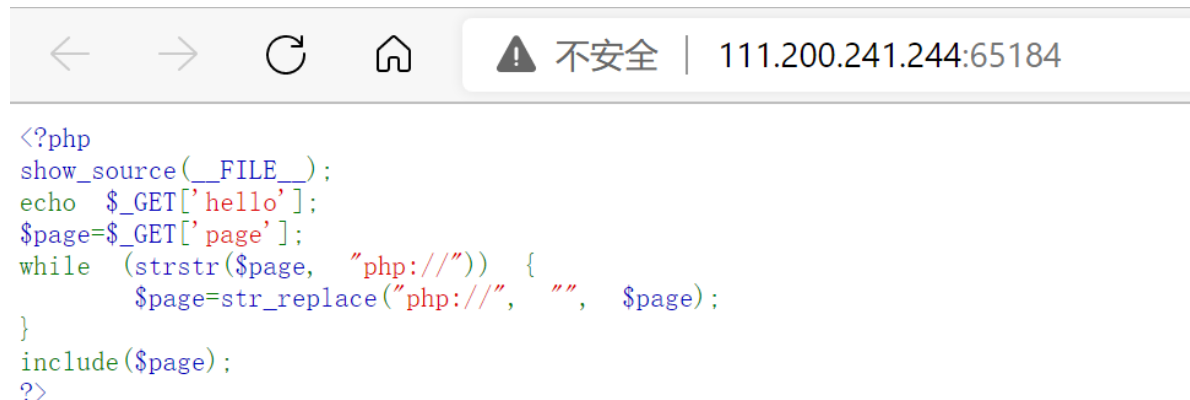 不安全 | 111.200.241.244:65184
<?php
show_source(__FILE__);
echo $_GET['hello'];
$page=$_GET['page'];
while (strstr($page, "php://")) {
    $page=str_replace("php://", "", $page);
}
include($page);
?>